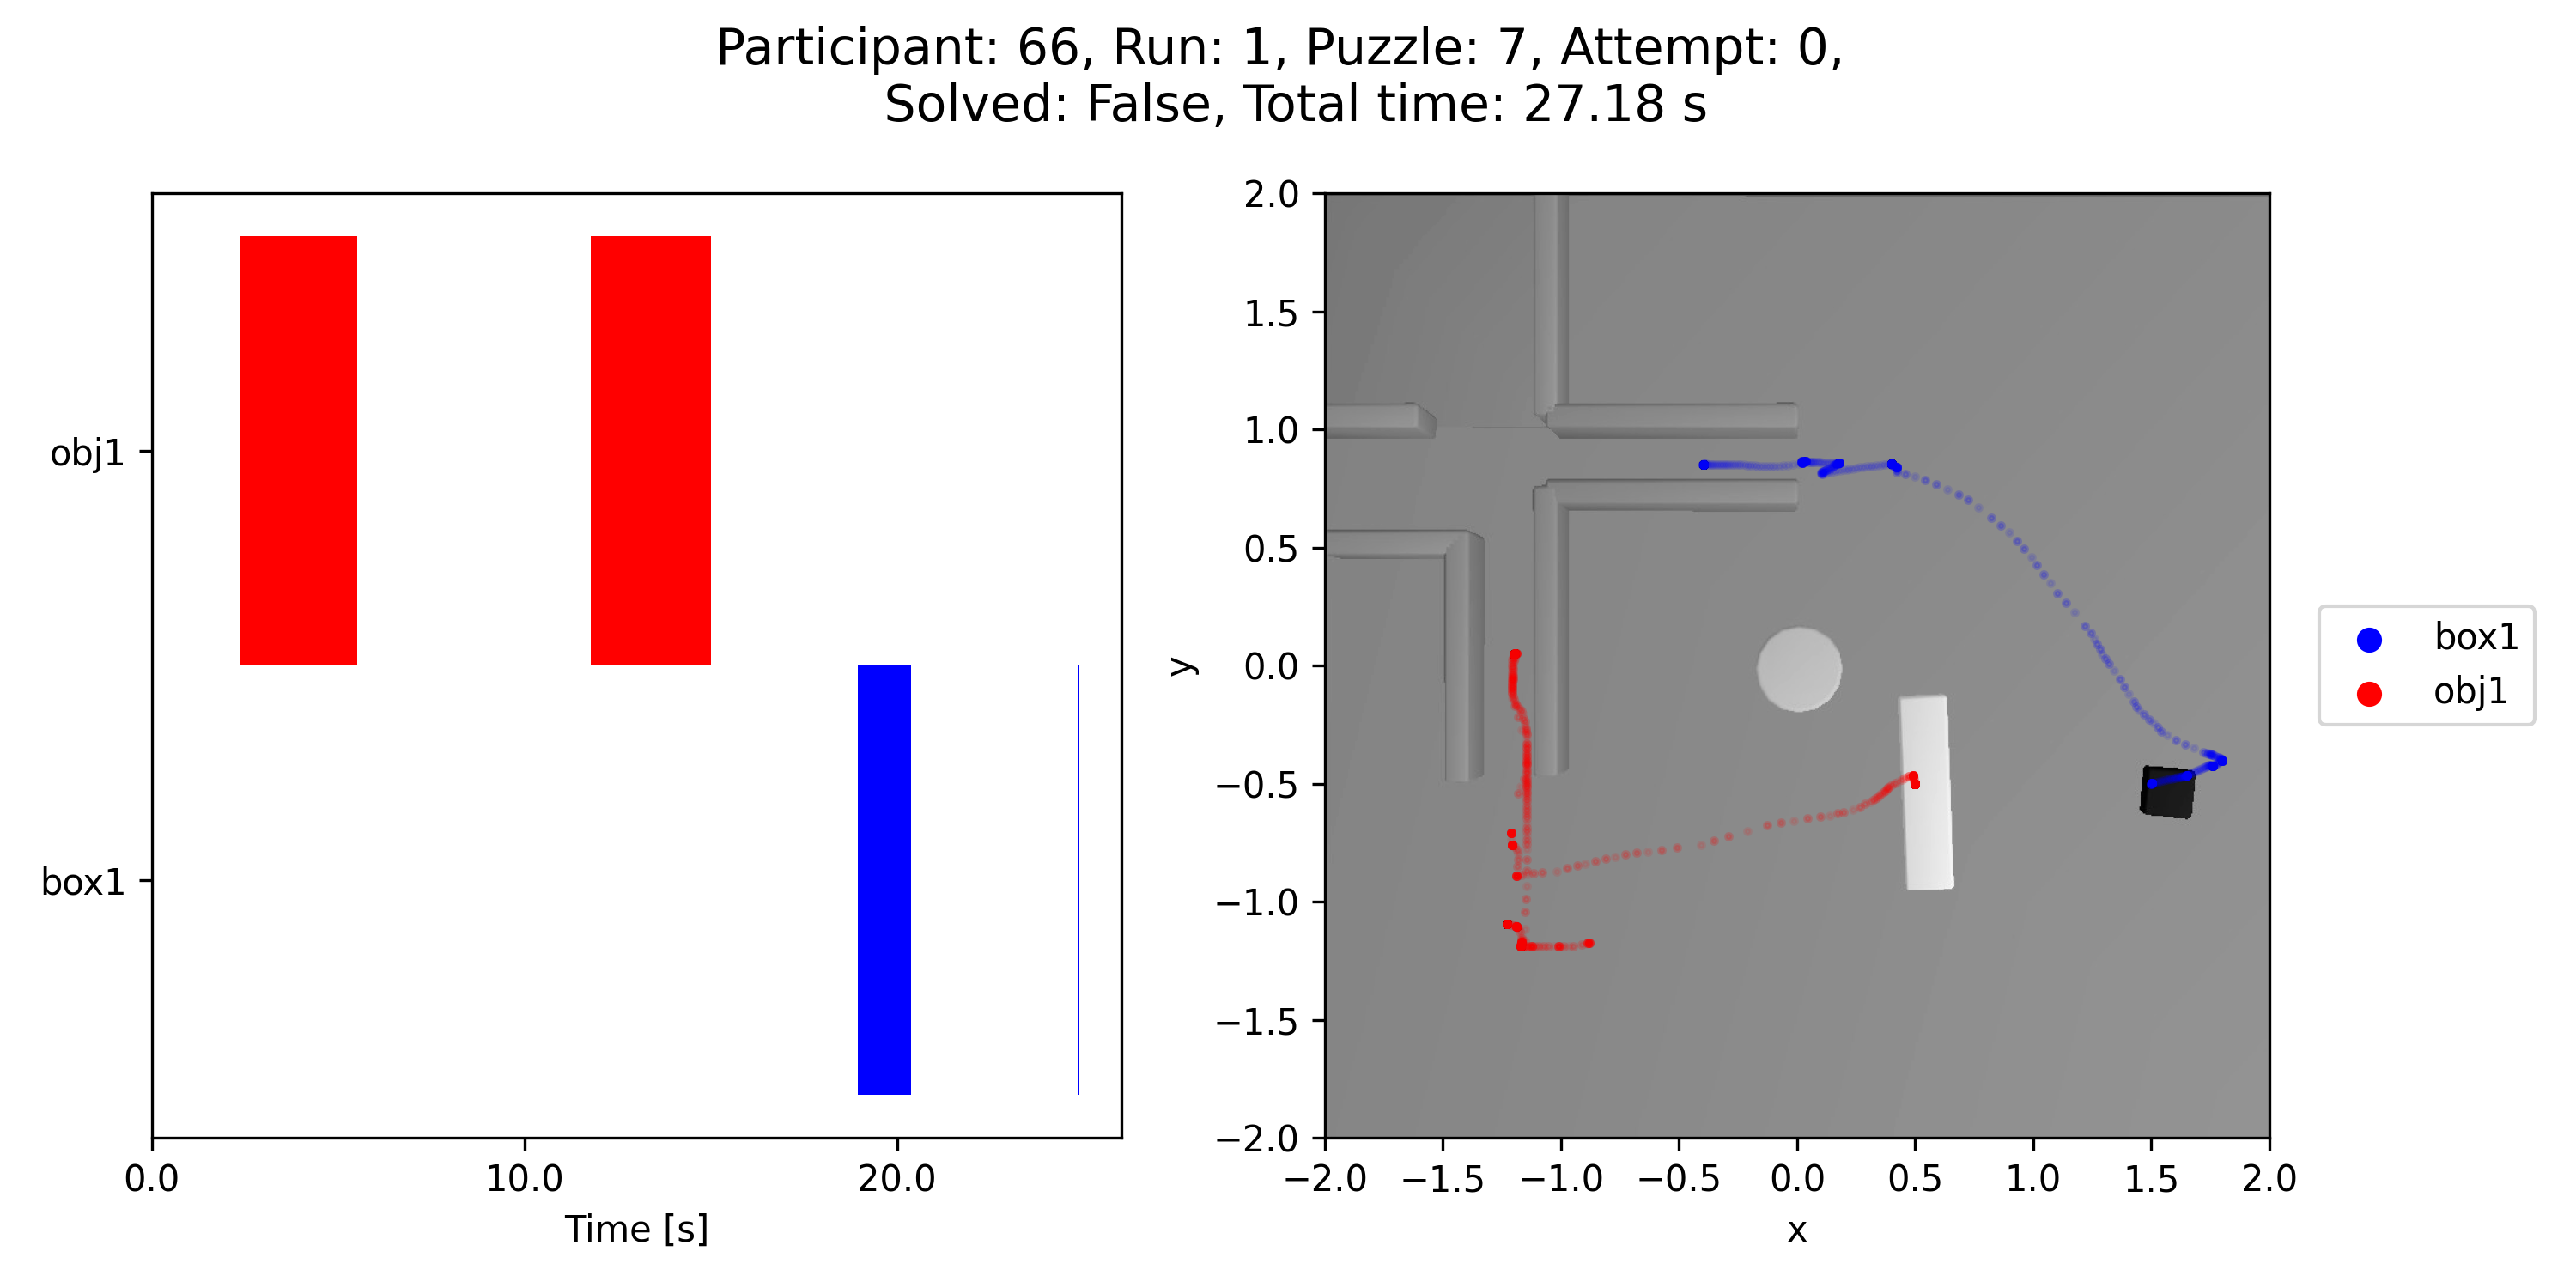 Participant: 66, Run: 1, Puzzle: 7, Attempt: 0,
Solved: False, Total time: 27.18 s
obj1
box1
0.0 10.0 20.0
Time [s]
2.0
1.5
1.0
0.5
0.0
−0.5
−1.0
−1.5
−2.0
y
−2.0 −1.5 −1.0 −0.5 0.0 0.5 1.0 1.5 2.0
x
box1
obj1